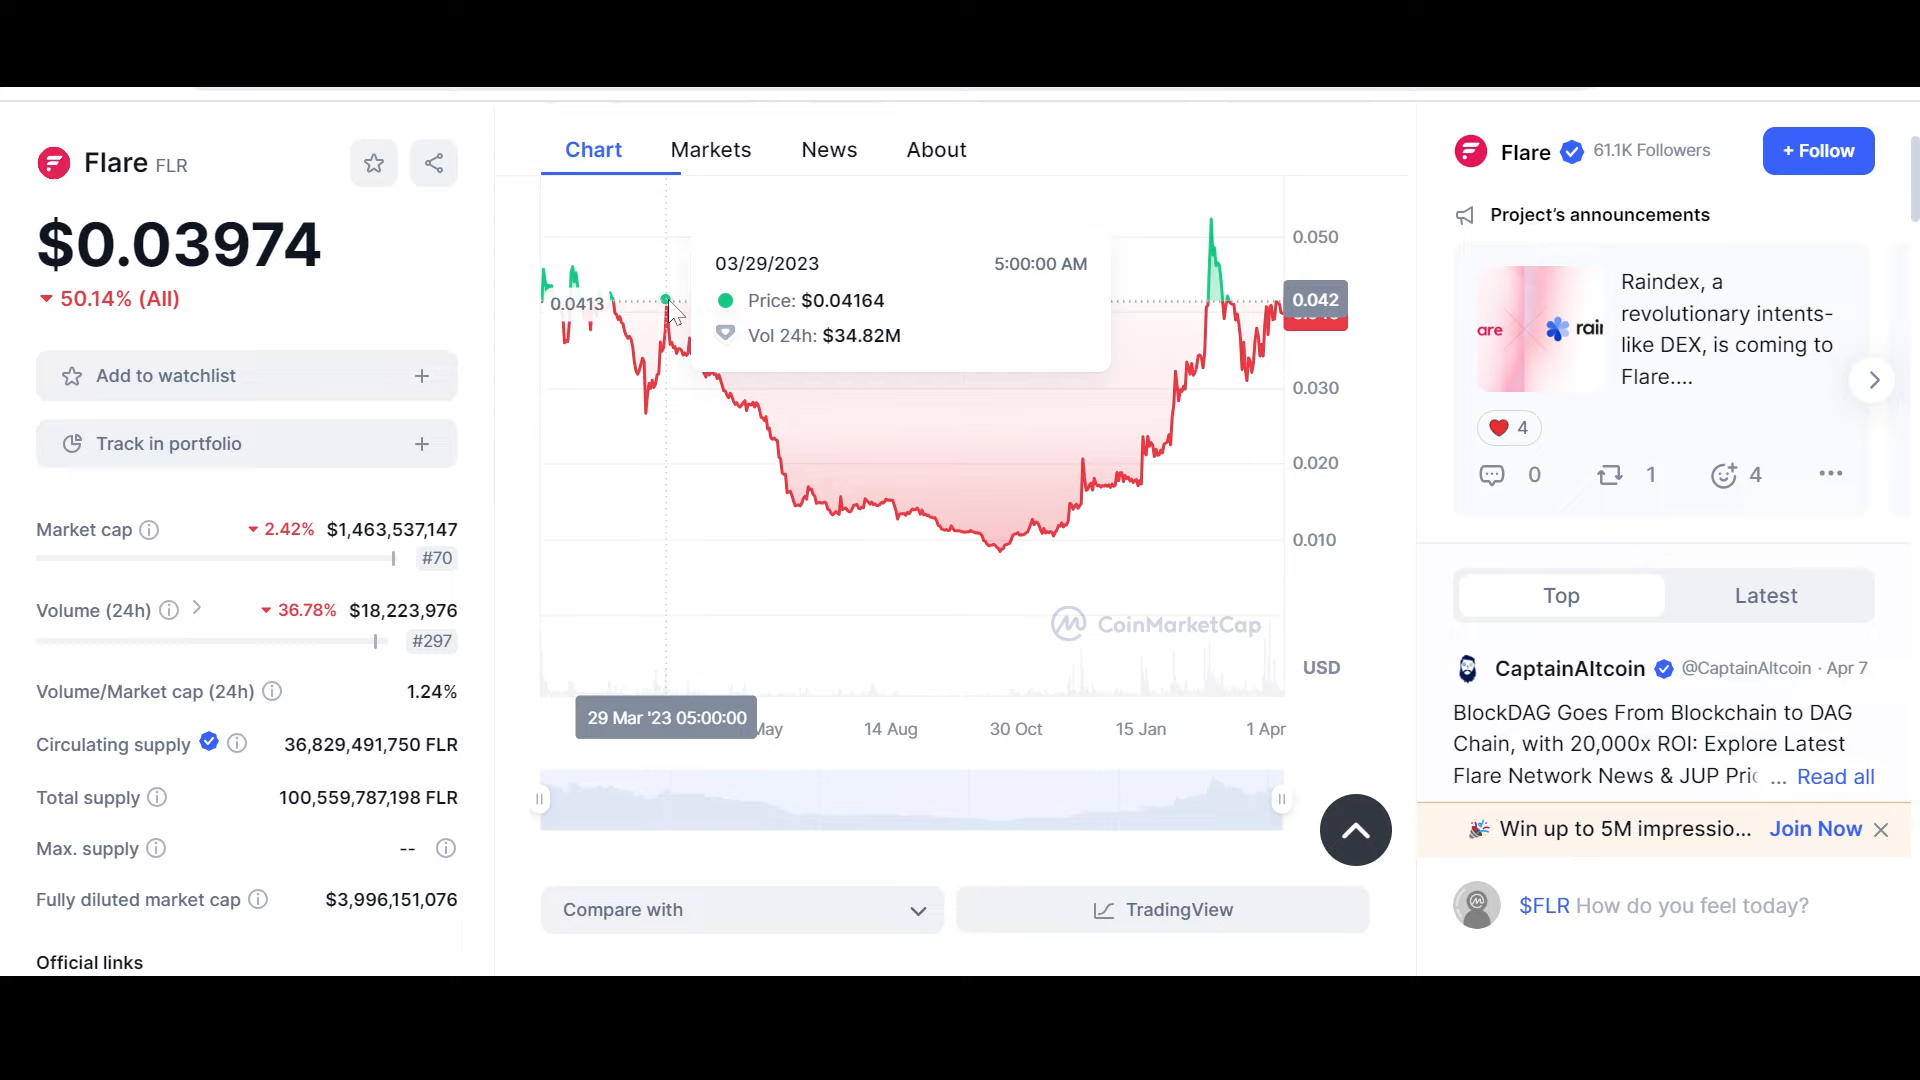 Flare FLR
$0.03974
50.14% (All)
Add to watchlist
Track in portfolio
Market cap 2.42% $1,463,537,147
#70
Volume (24h) 36.78% $18,223,976
#297
Volume/Market cap (24h) 1.24%
Circulating supply 36,829,491,750 FLR
Total supply 100,559,787,198 FLR
Max. supply --
Fully diluted market cap $3,996,151,076
Official links
Chart Markets News About
03/29/2023 5:00:00 AM
Price: $0.04164
Vol 24h: $34.82M
0.0413
0.050
0.042
0.030
0.020
0.010
CoinMarketCap
USD
29 Mar '23 05:00:00
May 14 Aug 30 Oct 15 Jan 1 Apr
Compare with
TradingView
Flare 61.1K Followers
+ Follow
Project's announcements
are
rain
Raindex, a
revolutionary intents-
like DEX, is coming to
Flare....
4
0 1 4
Top Latest
CaptainAltcoin @CaptainAltcoin · Apr 7
BlockDAG Goes From Blockchain to DAG
Chain, with 20,000x ROI: Explore Latest
Flare Network News & JUP Pric ... Read all
Win up to 5M impressio... Join Now
$FLR How do you feel today?